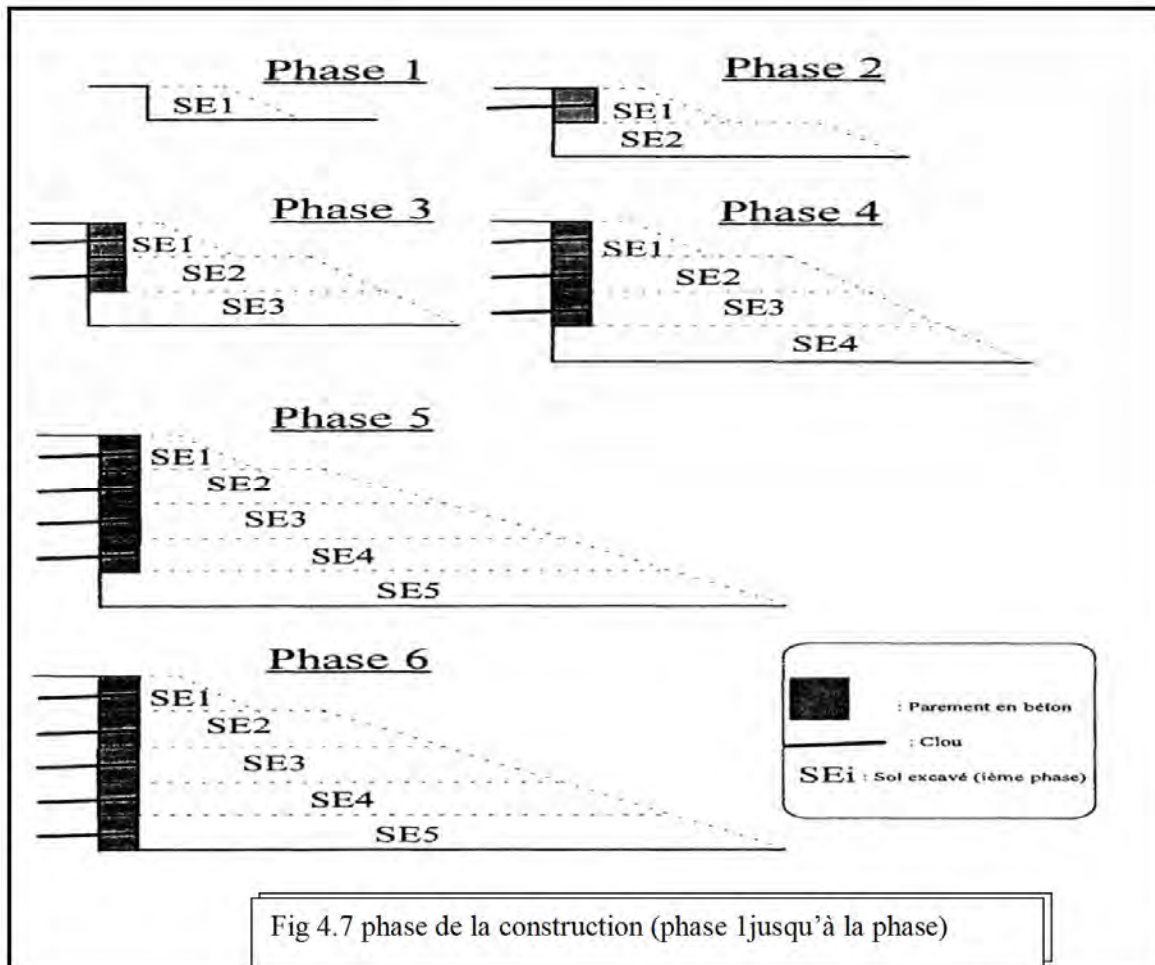 Phase 1
SE1
Phase 2
SE1
SE2
Phase 3
SE1
SE2
SE3
Phase 4
SE1
SE2
SE3
SE4
Phase 5
SE1
SE2
SE3
SE4
SE5
Phase 6
SE1
SE2
SE3
SE4
SE5
: Parement en béton
: Clou
SEi : Sol excavé (ième phase)
Fig 4.7 phase de la construction (phase 1jusqu’à la phase)